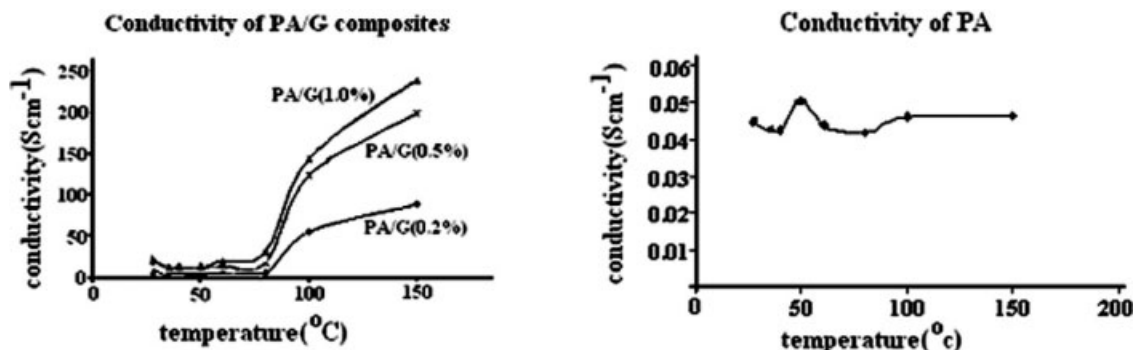 Conductivity of PA/G composites
conductivity(Scm-1)
250
200
150
100
50
0
PA/G(1.0%)
PA/G(0.5%)
PA/G(0.2%)
0
50
100
150
temperature(°C)
Conductivity of PA
conductivity(Scm-1)
0.06
0.05
0.04
0.03
0.02
0.01
0
50
100
150
200
temperature(°c)